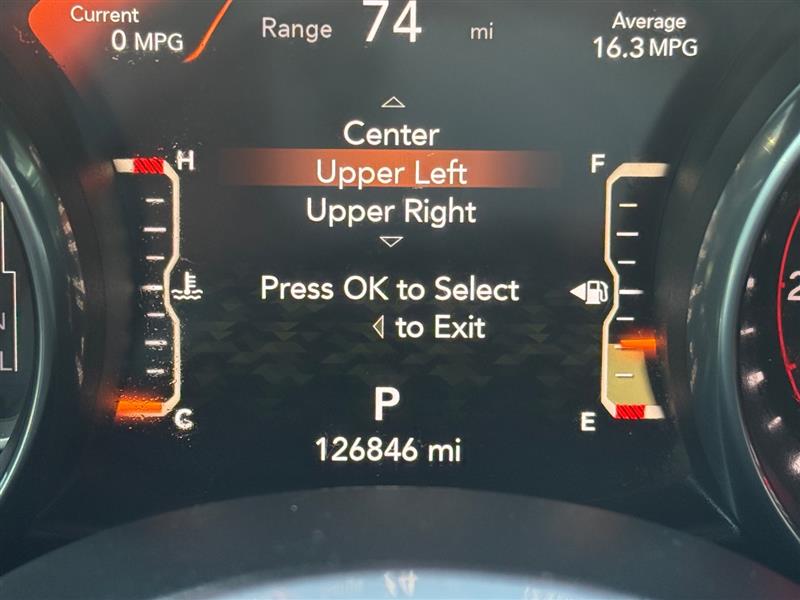 Current
0 MPG
Range 74 mi
Average
16.3 MPG
Center
Upper Left
Upper Right
H
F
Press OK to Select
to Exit
C
E
P
126846 mi
N
L
2